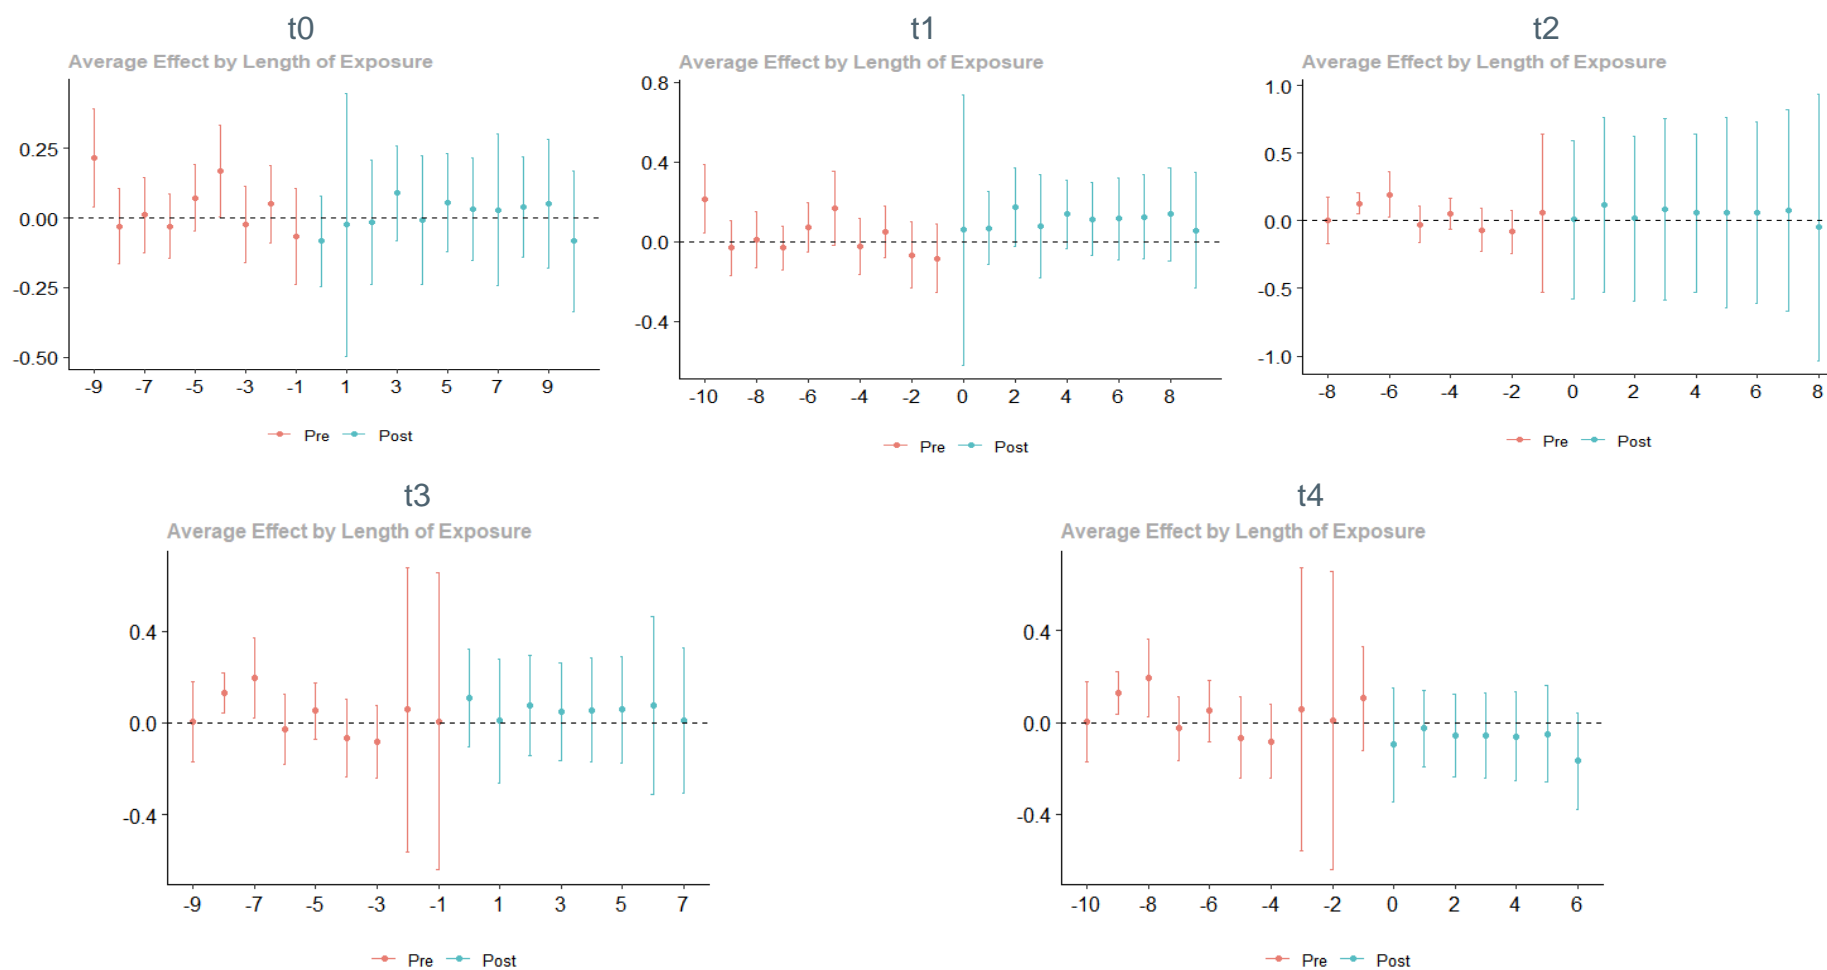 t0
Average Effect by Length of Exposure
0.25
0.00
-0.25
-0.50
-9 -7 -5 -3 -1 1 3 5 7 9
Pre Post
t1
Average Effect by Length of Exposure
0.8
0.4
0.0
-0.4
-10 -8 -6 -4 -2 0 2 4 6 8
Pre Post
t2
Average Effect by Length of Exposure
1.0
0.5
0.0
-0.5
-1.0
-8 -6 -4 -2 0 2 4 6 8
Pre Post
t3
Average Effect by Length of Exposure
0.4
0.0
-0.4
-9 -7 -5 -3 -1 1 3 5 7
Pre Post
t4
Average Effect by Length of Exposure
0.4
0.0
-0.4
-10 -8 -6 -4 -2 0 2 4 6
Pre Post